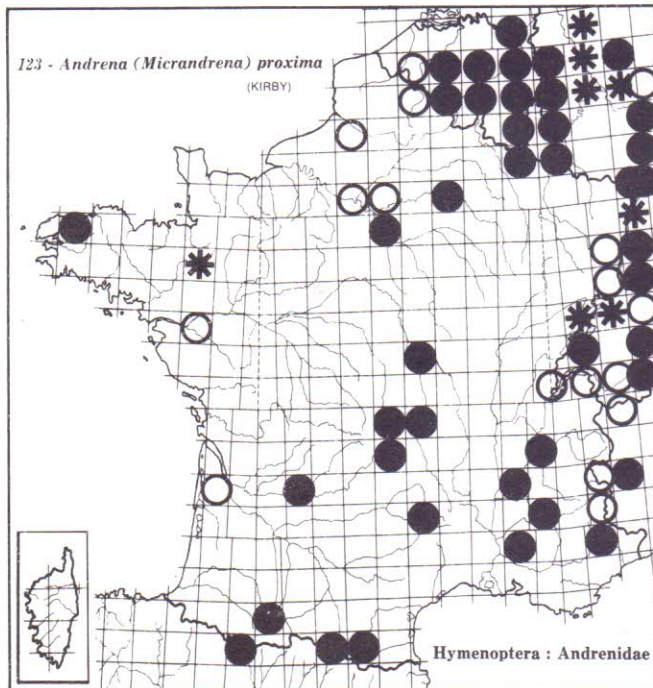 123 - Andrena (Micrandrena) proxima
(KIRBY)
Hymenoptera : Andrenidae